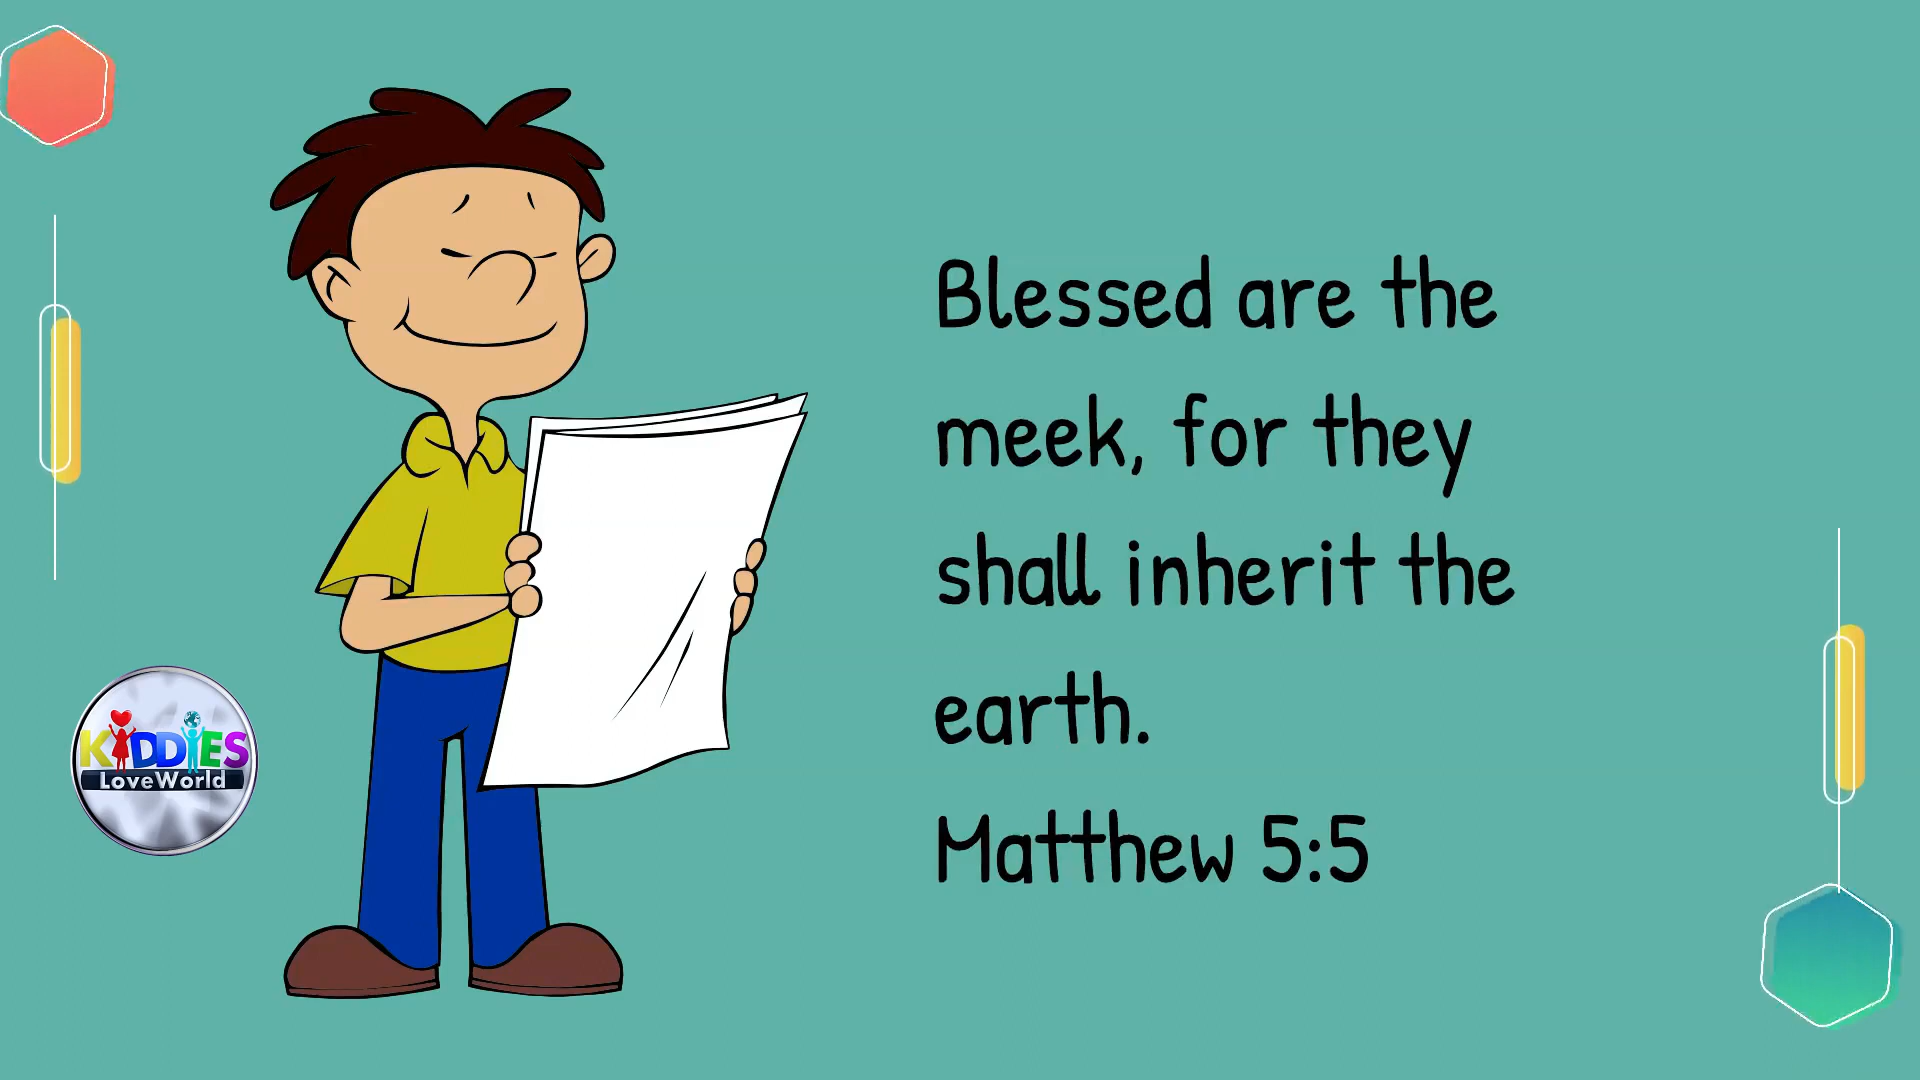 Blessed are the
meek, for they
shall inherit the
earth.
Matthew 5:5
KIDDIES
LoveWorld